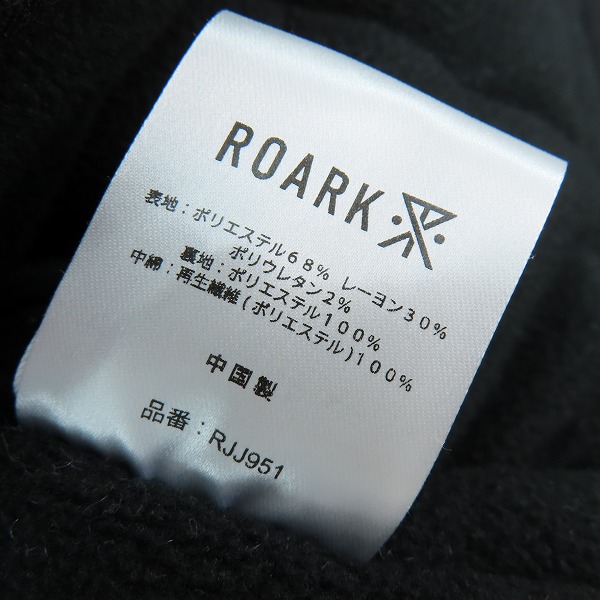 ROARK
表地:ポリエステル68% レーヨン30%
ポリウレタン2%
裏地:ポリエステル100%
中綿:再生繊維(ポリエステル)100%
中国製
品番:RJJ951